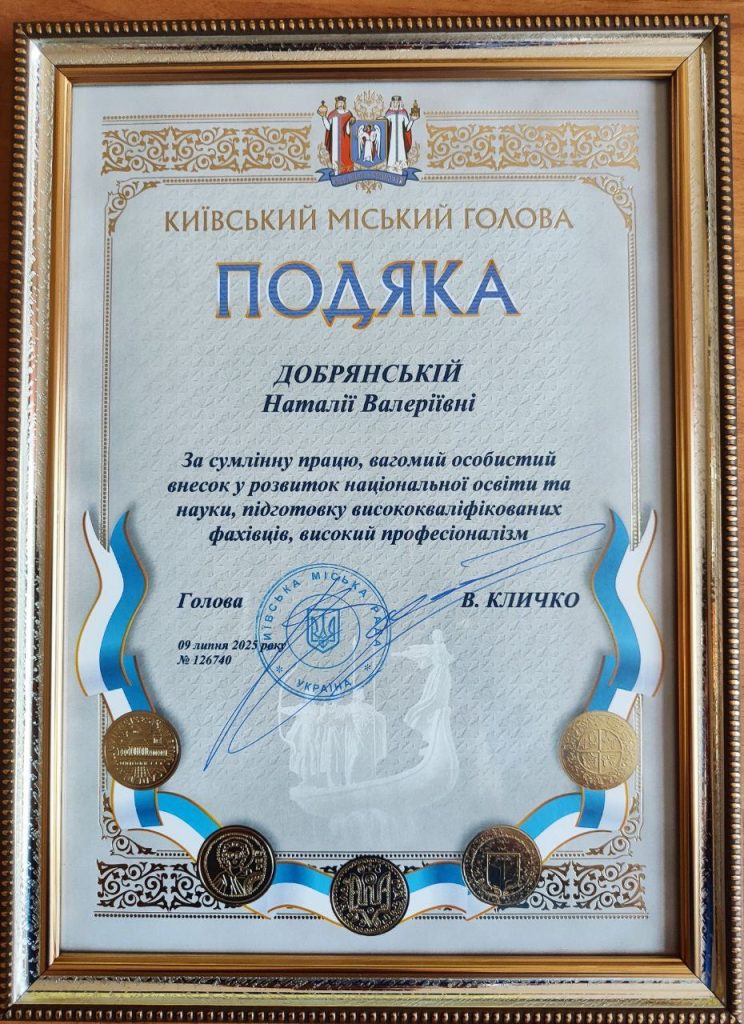 КИЇВСЬКИЙ МІСЬКИЙ ГОЛОВА
ПОДЯКА
ДОБРЯНСЬКІЙ
Наталії Валеріївні
За сумлінну працю, вагомий особистий
внесок у розвиток національної освіти та
науки, підготовку висококваліфікованих
фахівців, високий професіоналізм
Голова
В. КЛИЧКО
КИЇВСЬКА МІСЬКА РАДА
УКРАЇНА
09 липня 2025 року
№ 126740